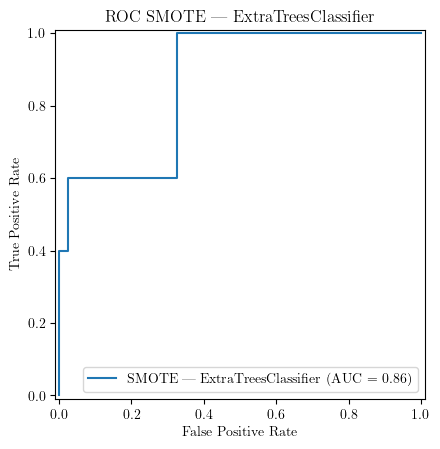 ROC SMOTE — ExtraTreesClassifier
1.0
0.8
0.6
0.4
0.2
0.0
True Positive Rate
SMOTE — ExtraTreesClassifier (AUC = 0.86)
0.0 0.2 0.4 0.6 0.8 1.0
False Positive Rate